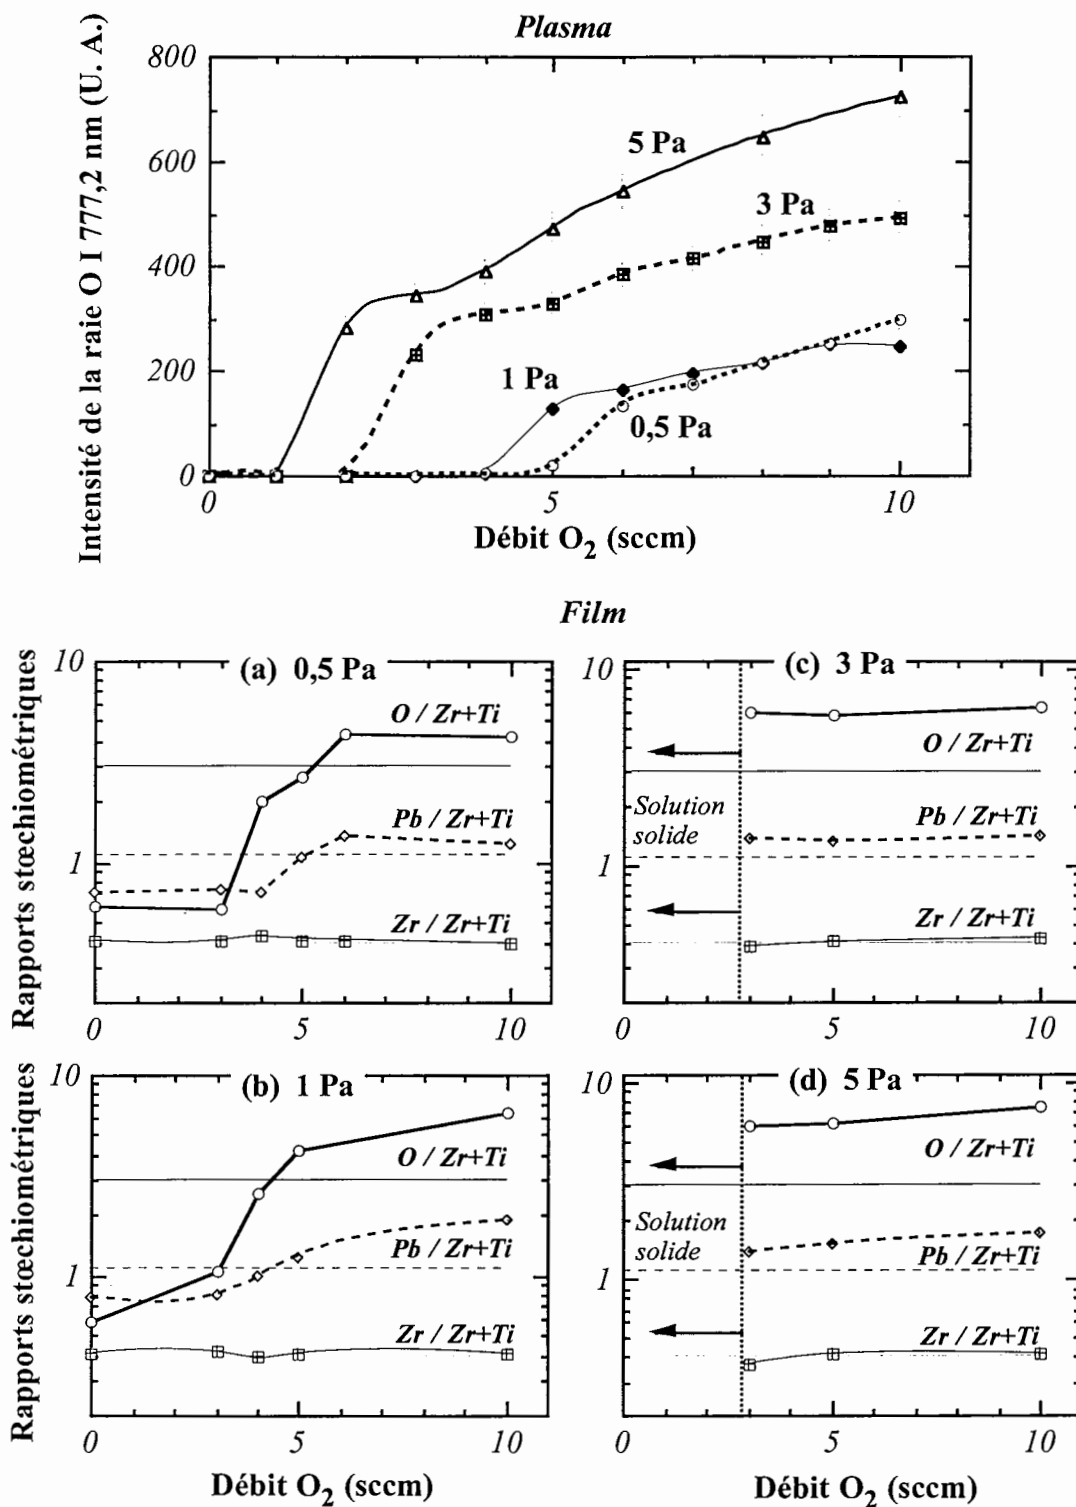 Plasma
Intensité de la raie O I 777,2 nm (U. A.)
800
600
400
200
0
5 Pa
3 Pa
1 Pa
0,5 Pa
0 5 10
Débit O₂ (sccm)
Film
Rapports stœchiométriques
10
1
(a) 0,5 Pa
O / Zr+Ti
Pb / Zr+Ti
Zr / Zr+Ti
0 5 10
10
1
(c) 3 Pa
O / Zr+Ti
Solution
solide
Pb / Zr+Ti
Zr / Zr+Ti
0 5 10
Rapports stœchiométriques
10
1
(b) 1 Pa
O / Zr+Ti
Pb / Zr+Ti
Zr / Zr+Ti
0 5 10
Débit O₂ (sccm)
10
1
(d) 5 Pa
O / Zr+Ti
Solution
solide
Pb / Zr+Ti
Zr / Zr+Ti
0 5 10
Débit O₂ (sccm)